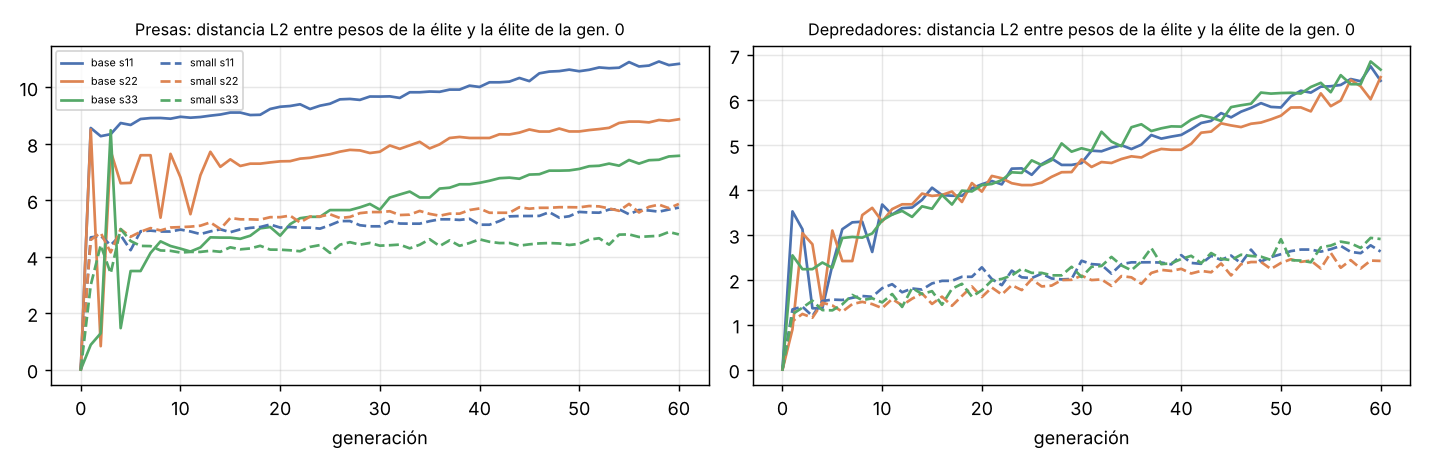 Presas: distancia L2 entre pesos de la élite y la élite de la gen. 0
base s11 small s11
base s22 small s22
base s33 small s33
10
8
6
4
2
0
0 10 20 30 40 50 60
generación
Depredadores: distancia L2 entre pesos de la élite y la élite de la gen. 0
7
6
5
4
3
2
1
0
0 10 20 30 40 50 60
generación